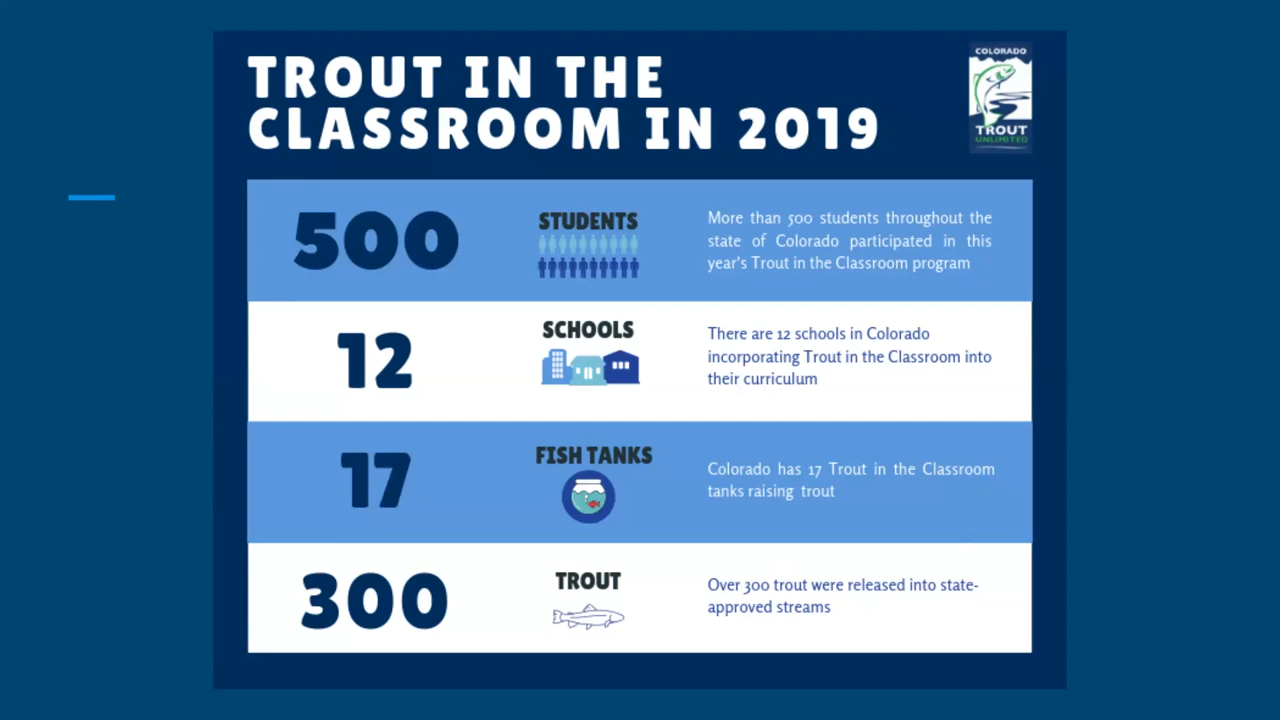 TROUT IN THE
CLASSROOM IN 2019
COLORADO
TROUT
UNLIMITED
500
STUDENTS
More than 500 students throughout the
state of Colorado participated in this
year's Trout in the Classroom program
12
SCHOOLS
There are 12 schools in Colorado
incorporating Trout in the Classroom into
their curriculum
17
FISH TANKS
Colorado has 17 Trout in the Classroom
tanks raising trout
300
TROUT
Over 300 trout were released into state-
approved streams